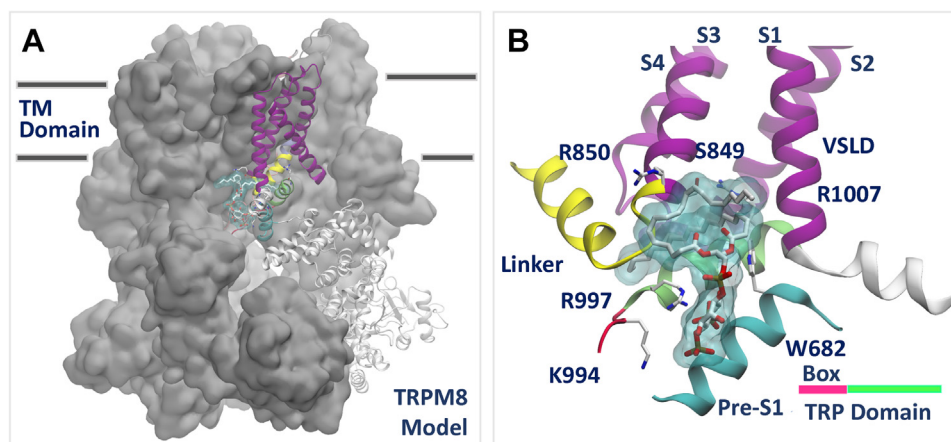 A
TM
Domain
TRPM8
Model
B
S3
S1
S4
S2
R850
S849
VSLD
R1007
Linker
R997
W682
K994
Box
Pre-S1
TRP Domain